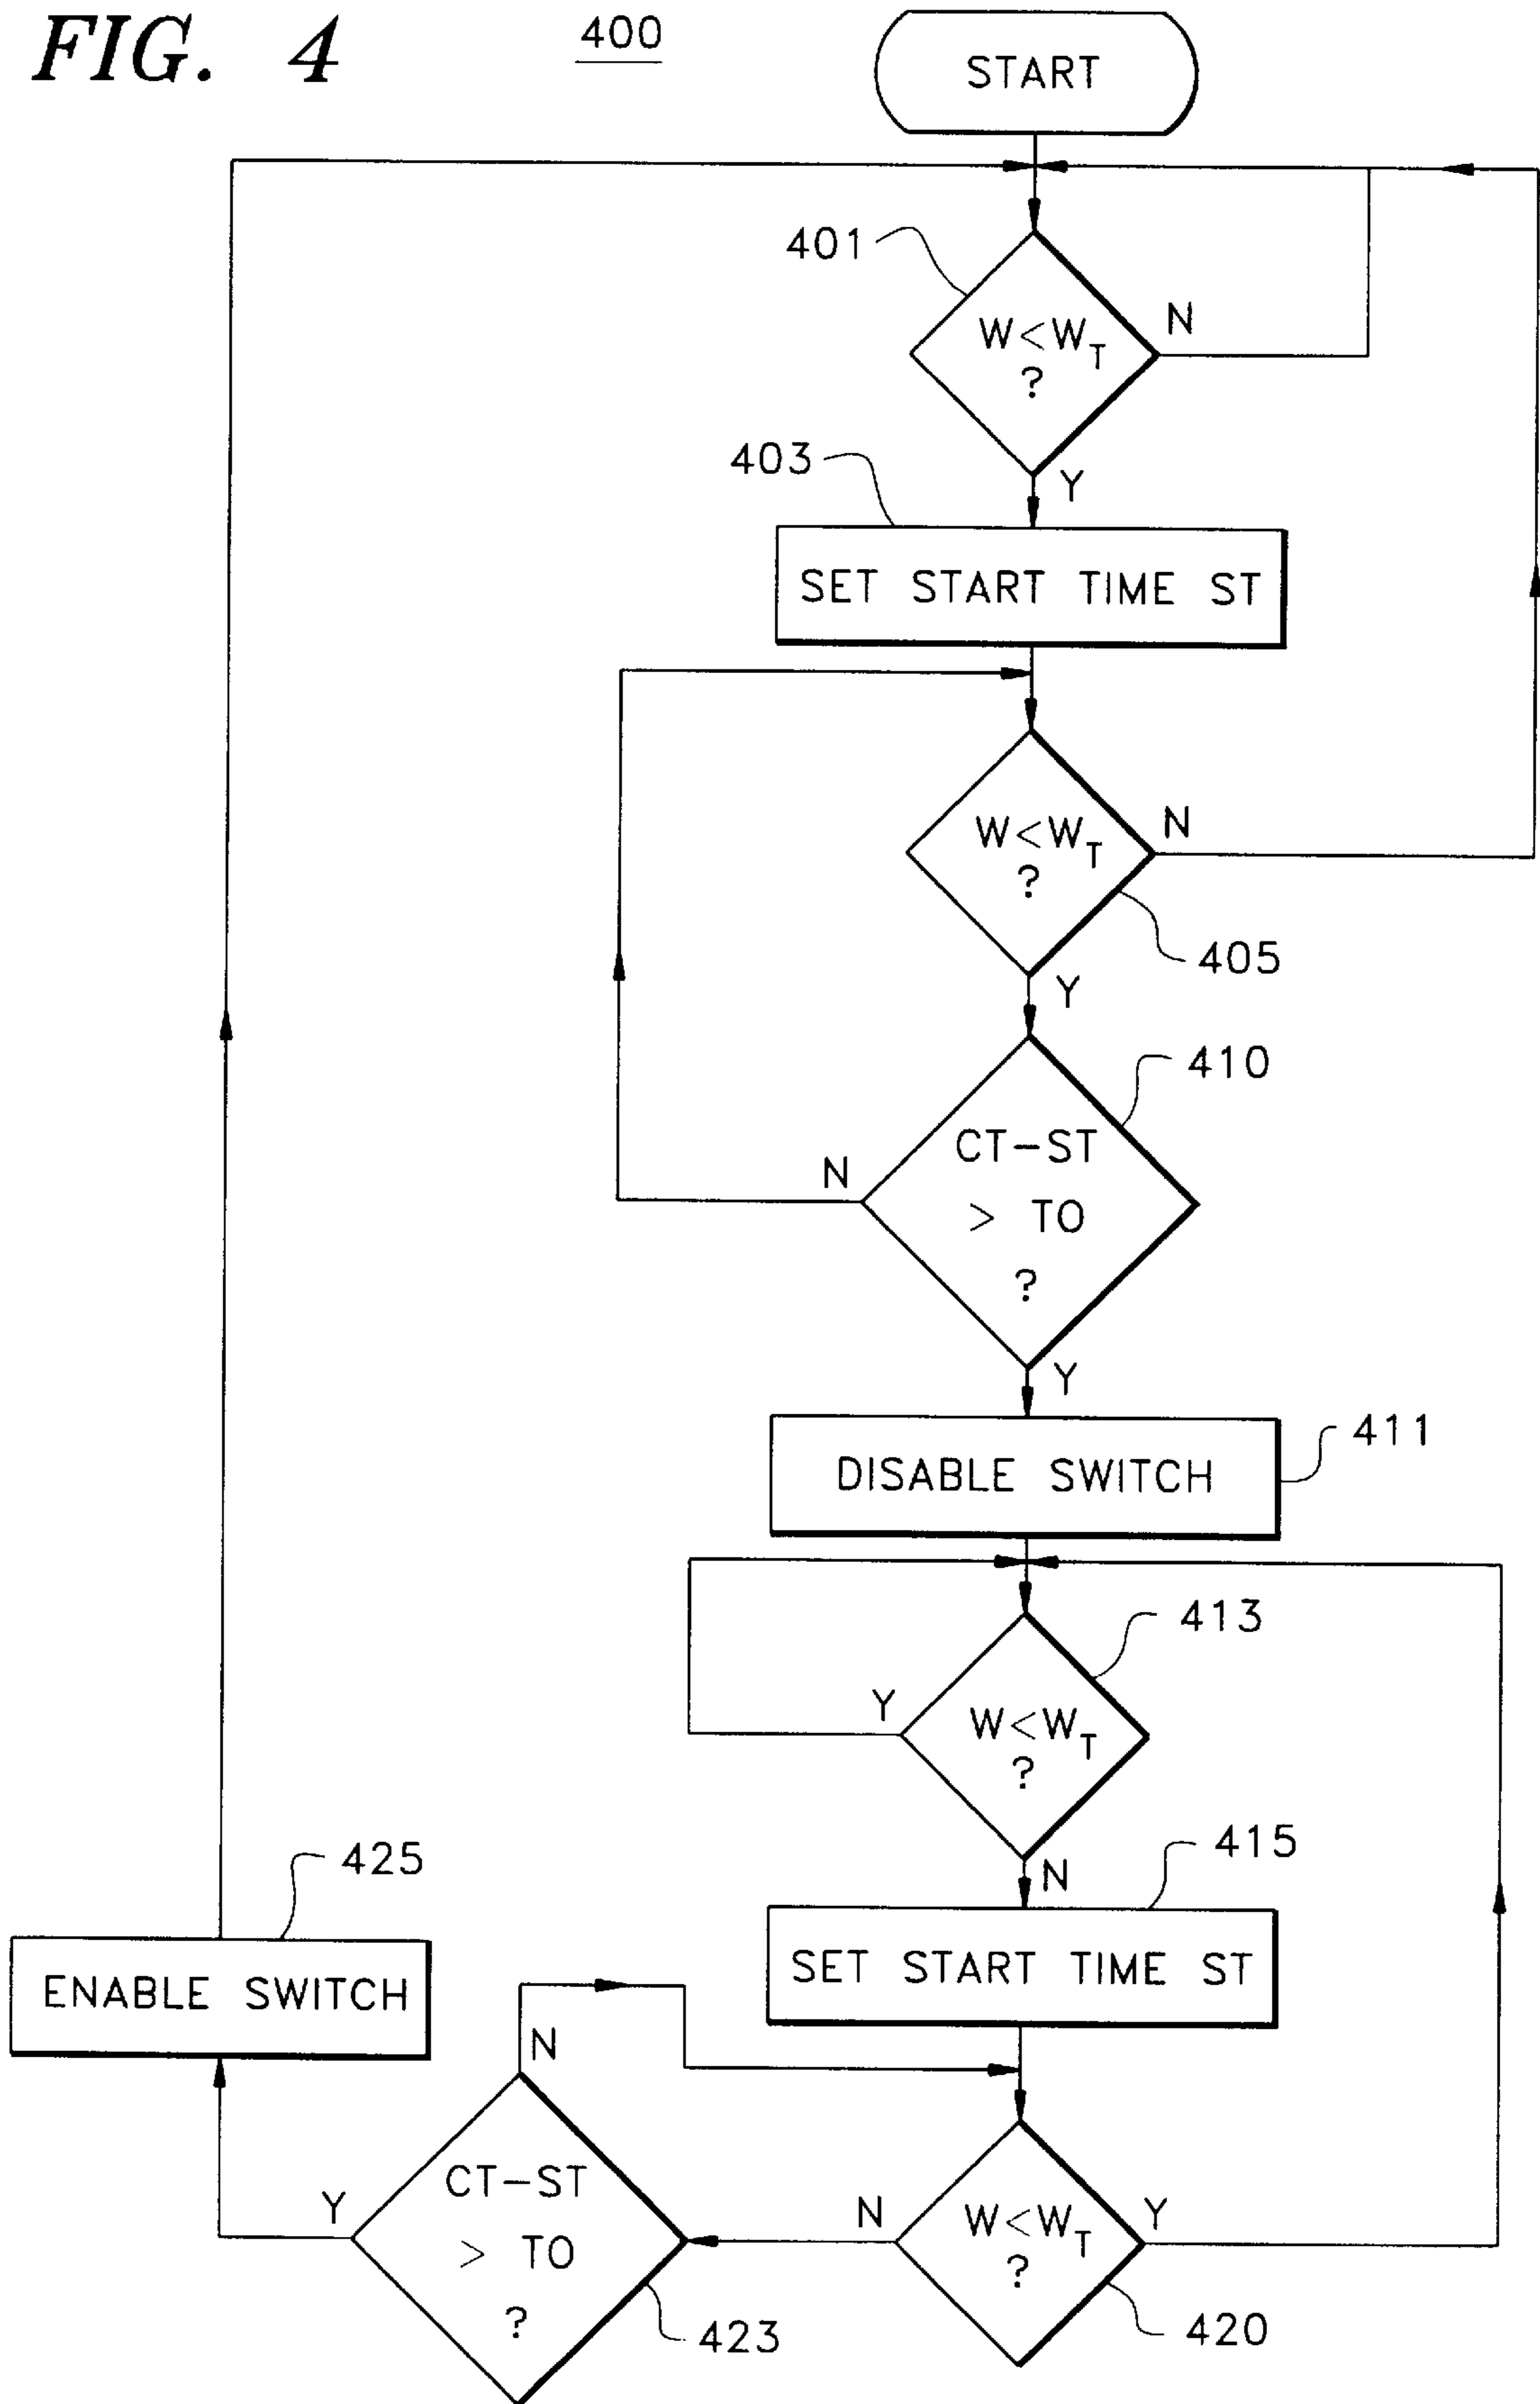 FIG. 4
400
START
401
W<W_T
?
N
Y
403
SET START TIME ST
W<W_T
?
N
405
Y
410
CT-ST
> TO
?
N
Y
DISABLE SWITCH
411
413
W<W_T
?
Y
N
415
SET START TIME ST
425
ENABLE SWITCH
N
CT-ST
> TO
?
Y
423
N
W<W_T
?
Y
420